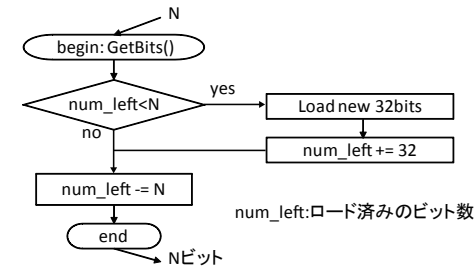 N
begin: GetBits()
num_left<N
yes
Load new 32bits
no
num_left += 32
num_left -= N
num_left:ロード済みのビット数
end
Nビット